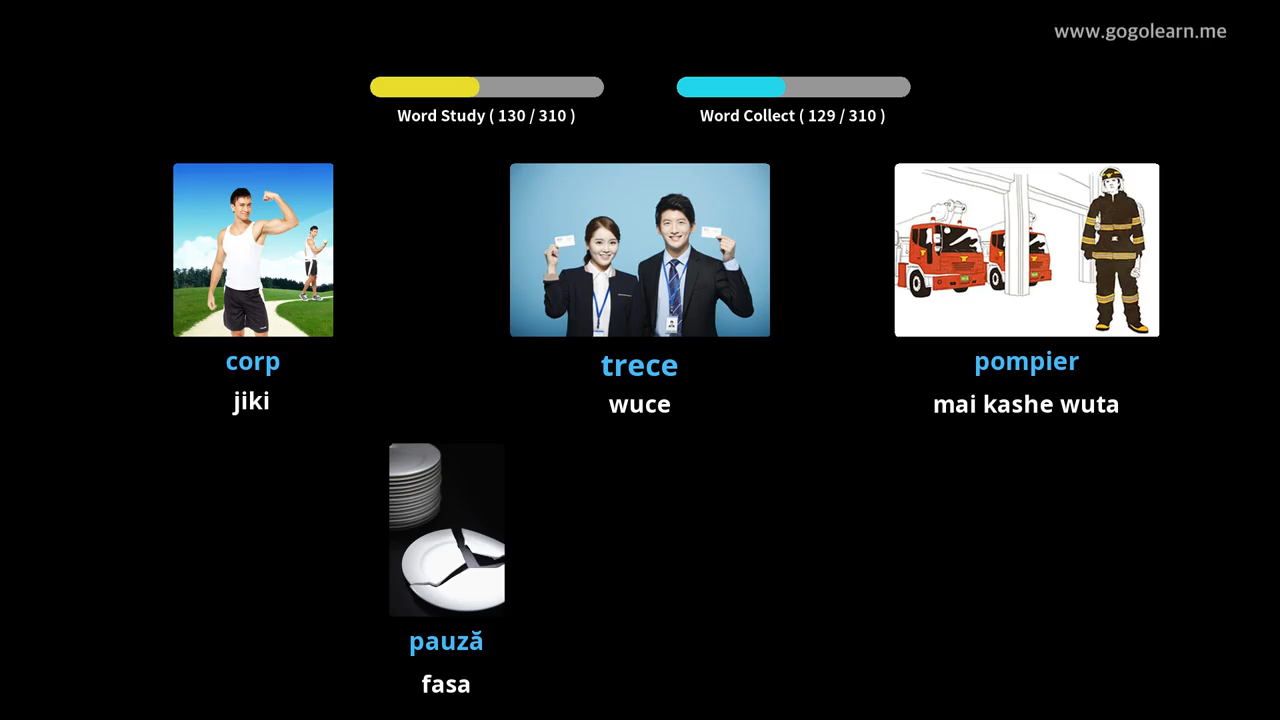 www.gogolearn.me
Word Study ( 130 / 310 )
Word Collect ( 129 / 310 )
corp
jiki
trece
wuce
pompier
mai kashe wuta
pauză
fasa